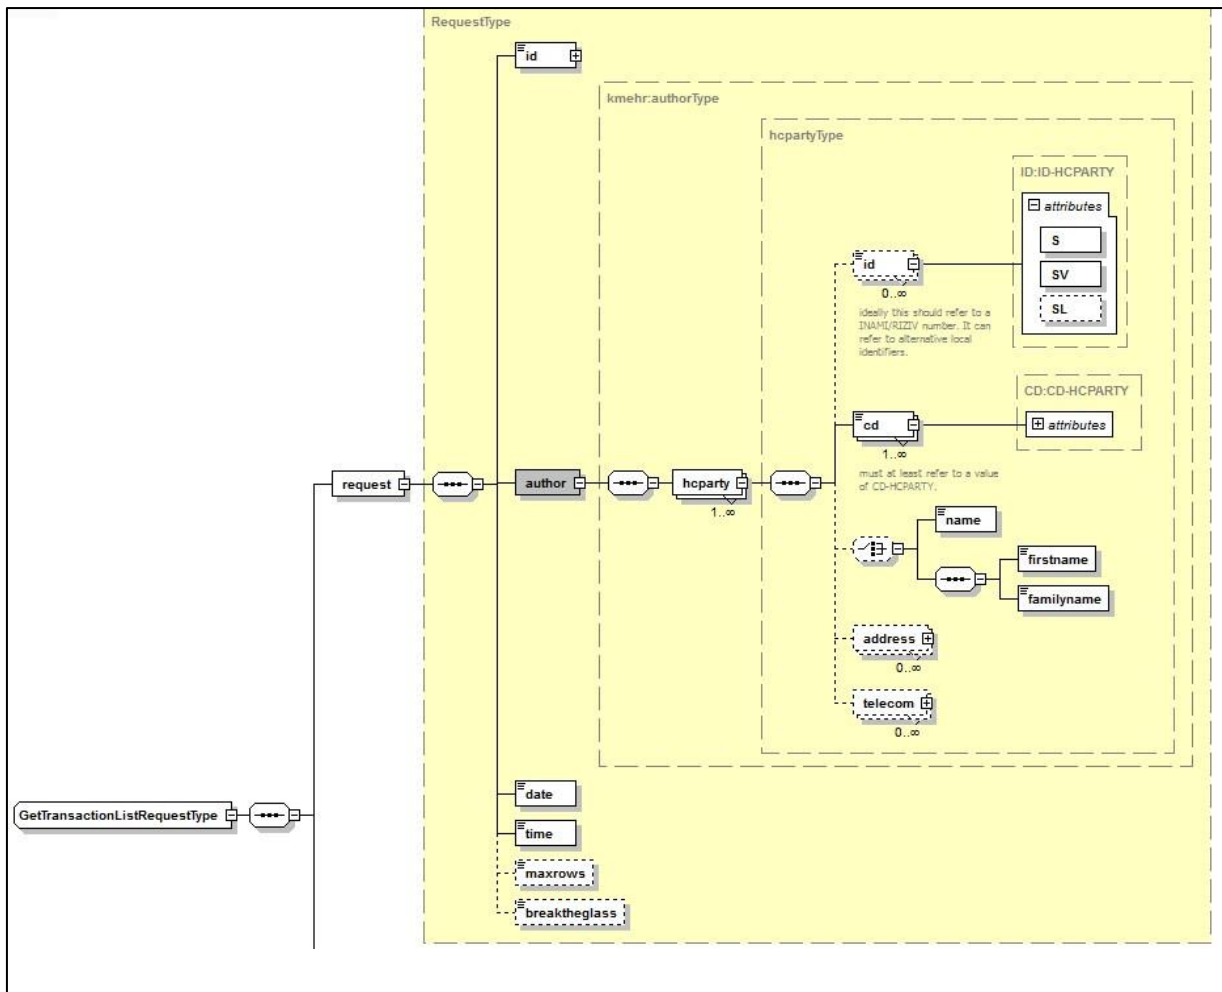 RequestType
id
kmehr:authorType
hcpartyType
ID:ID-HCPARTY
attributes
S
SV
SL
id
0..∞
ideally this should refer to a
INAMI/RIZIV number. It can
refer to alternative local
identifiers.
CD:CD-HCPARTY
attributes
cd
1..∞
must at least refer to a value
of CD-HCPARTY.
request
author
hcparty
1..∞
name
firstname
familyname
address
0..∞
telecom
0..∞
GetTransactionListRequestType
date
time
maxrows
breaktheglass